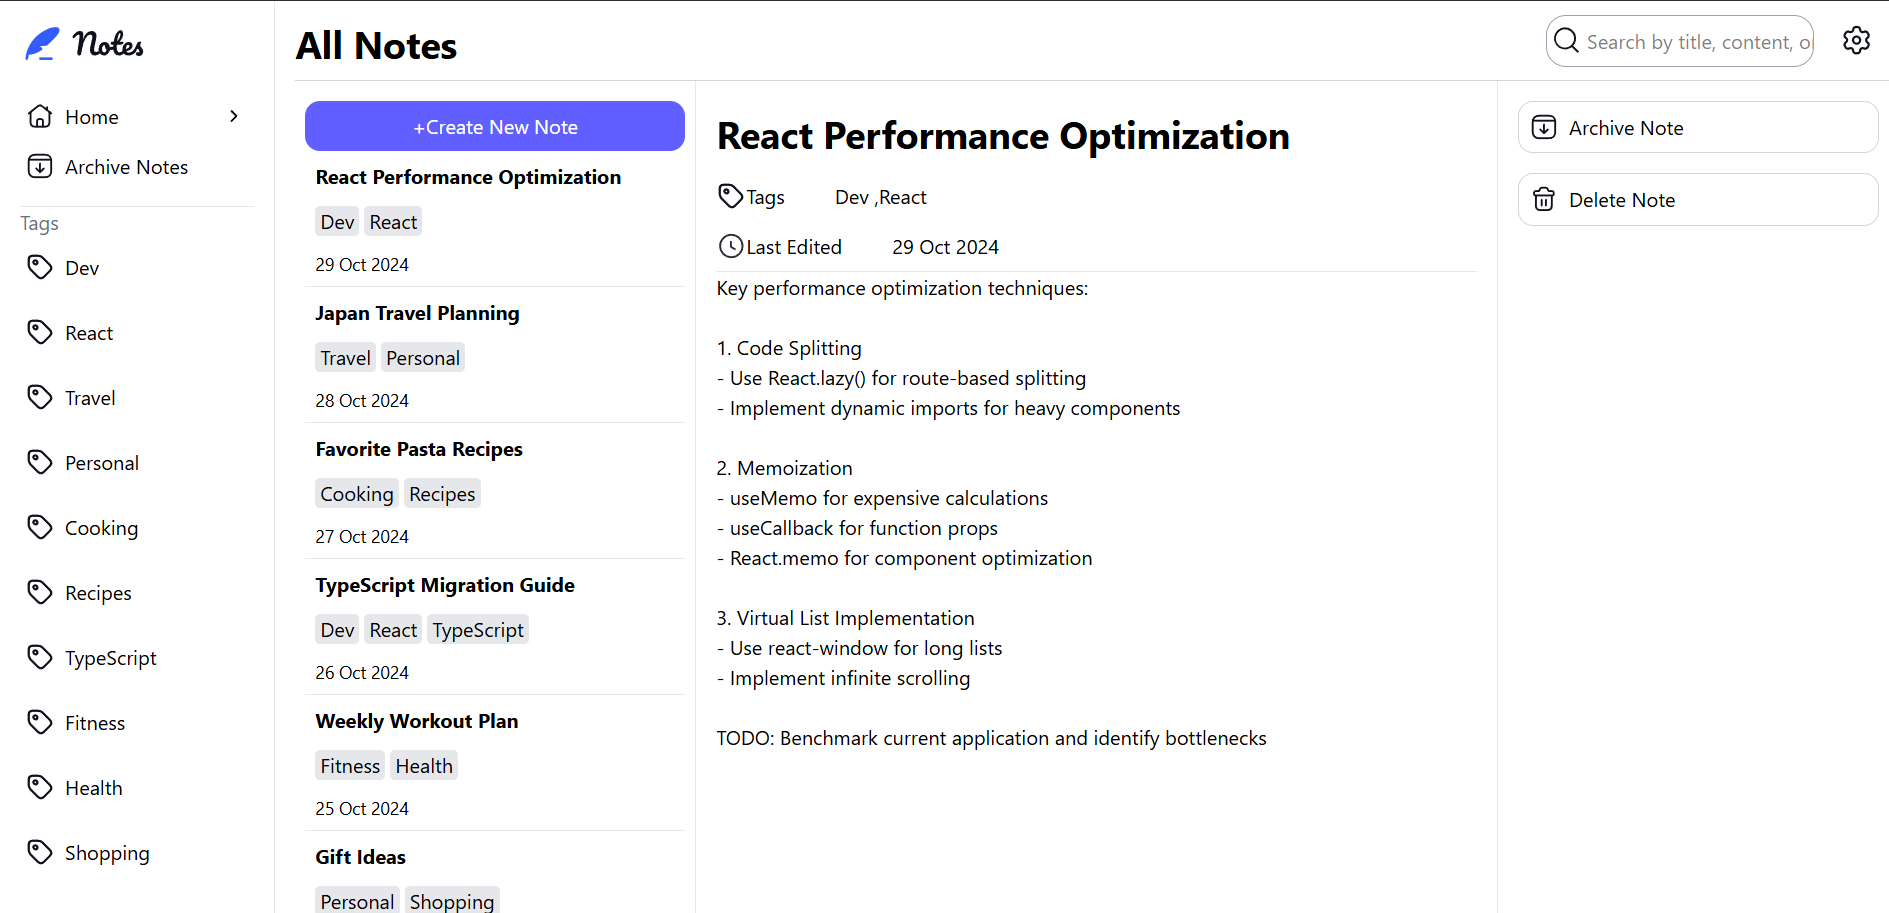 Notes
Home
Archive Notes
Tags
Dev
React
Travel
Personal
Cooking
Recipes
TypeScript
Fitness
Health
Shopping
All Notes
Search by title, content, o
+Create New Note
React Performance Optimization
Dev React
29 Oct 2024
Japan Travel Planning
Travel Personal
28 Oct 2024
Favorite Pasta Recipes
Cooking Recipes
27 Oct 2024
TypeScript Migration Guide
Dev React TypeScript
26 Oct 2024
Weekly Workout Plan
Fitness Health
25 Oct 2024
Gift Ideas
Personal Shopping
React Performance Optimization
Tags Dev ,React
Last Edited 29 Oct 2024
Key performance optimization techniques:
1. Code Splitting
- Use React.lazy() for route-based splitting
- Implement dynamic imports for heavy components
2. Memoization
- useMemo for expensive calculations
- useCallback for function props
- React.memo for component optimization
3. Virtual List Implementation
- Use react-window for long lists
- Implement infinite scrolling
TODO: Benchmark current application and identify bottlenecks
Archive Note
Delete Note